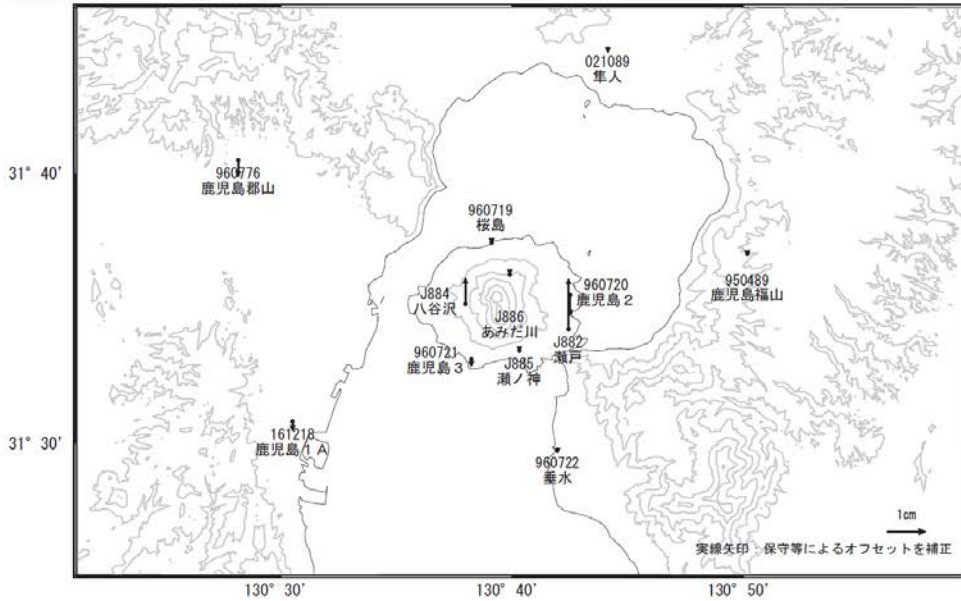 021089
隼人
31° 40'
960776
鹿児島郡山
960719
桜島
J884
八谷沢
J886
あみだ川
960720
鹿児島2
950489
鹿児島福山
960721
鹿児島3
J885
瀬ノ神
J882
瀬戸
31° 30'
161218
鹿児島1A
960722
垂水
1cm
実線矢印:保守等によるオフセットを補正
130° 30'
130° 40'
130° 50'